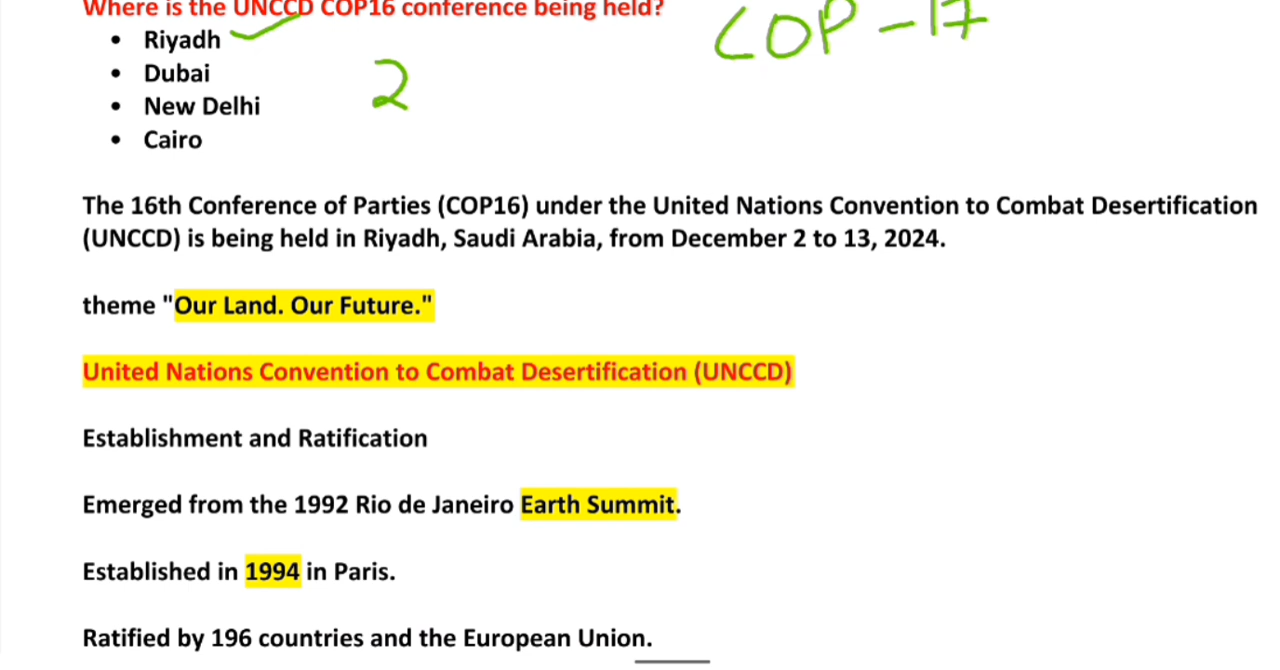 Where is the UNCCD COP16 conference being held?
COP-17
• Riyadh
• Dubai
2
• New Delhi
• Cairo
The 16th Conference of Parties (COP16) under the United Nations Convention to Combat Desertification
(UNCCD) is being held in Riyadh, Saudi Arabia, from December 2 to 13, 2024.
theme "Our Land. Our Future."
United Nations Convention to Combat Desertification (UNCCD)
Establishment and Ratification
Emerged from the 1992 Rio de Janeiro Earth Summit.
Established in 1994 in Paris.
Ratified by 196 countries and the European Union.